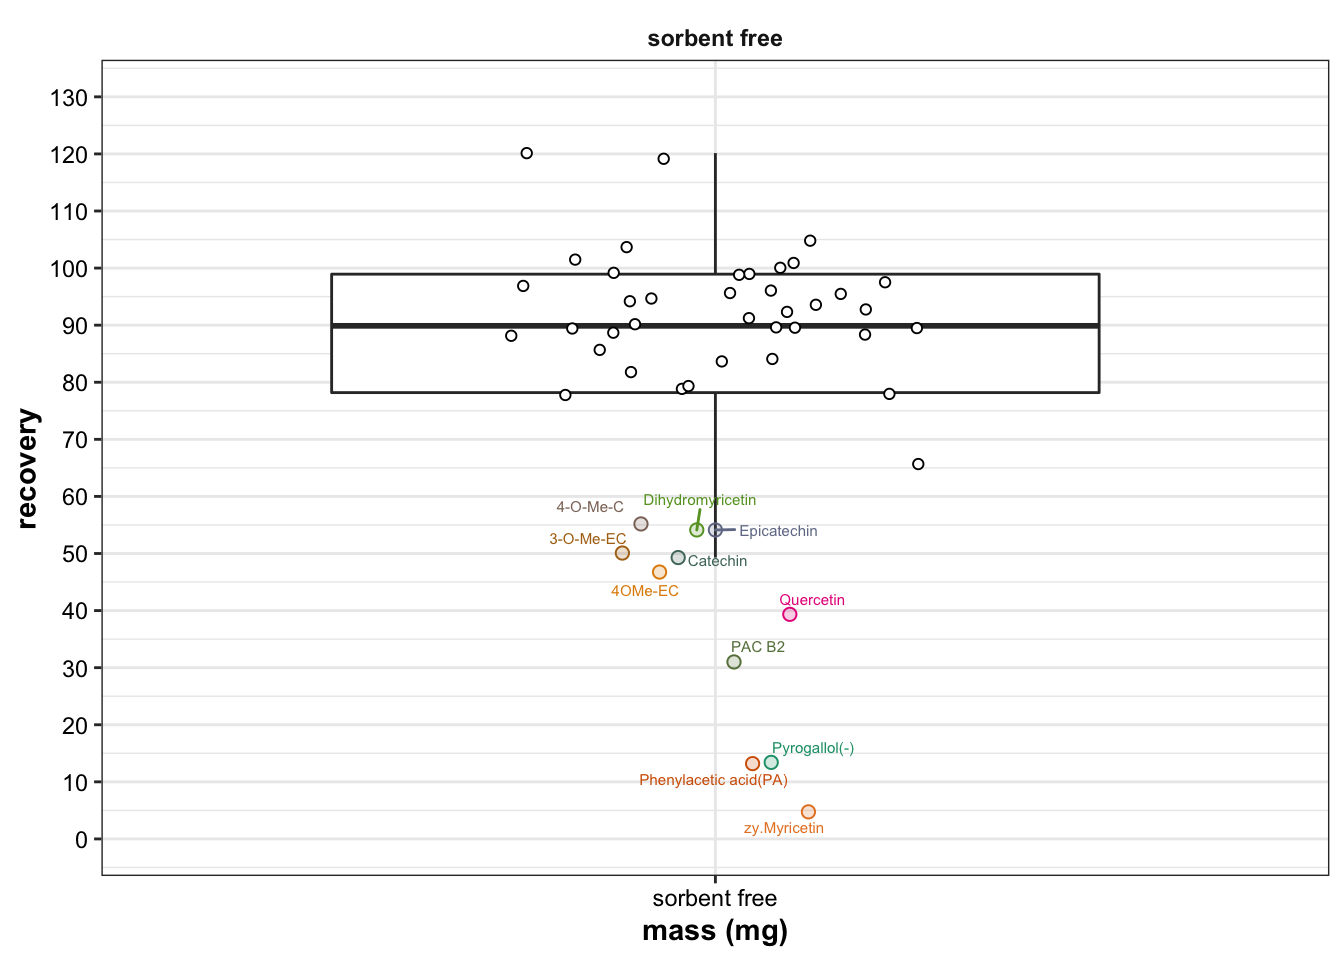 sorbent free
130
120
110
100
90
80
70
60
50
40
30
20
10
0
recovery
Dihydromyricetin
4-O-Me-C
Epicatechin
3-O-Me-EC
Catechin
4OMe-EC
Quercetin
PAC B2
Pyrogallol(-)
Phenylacetic acid(PA)
zy.Myricetin
sorbent free
mass (mg)